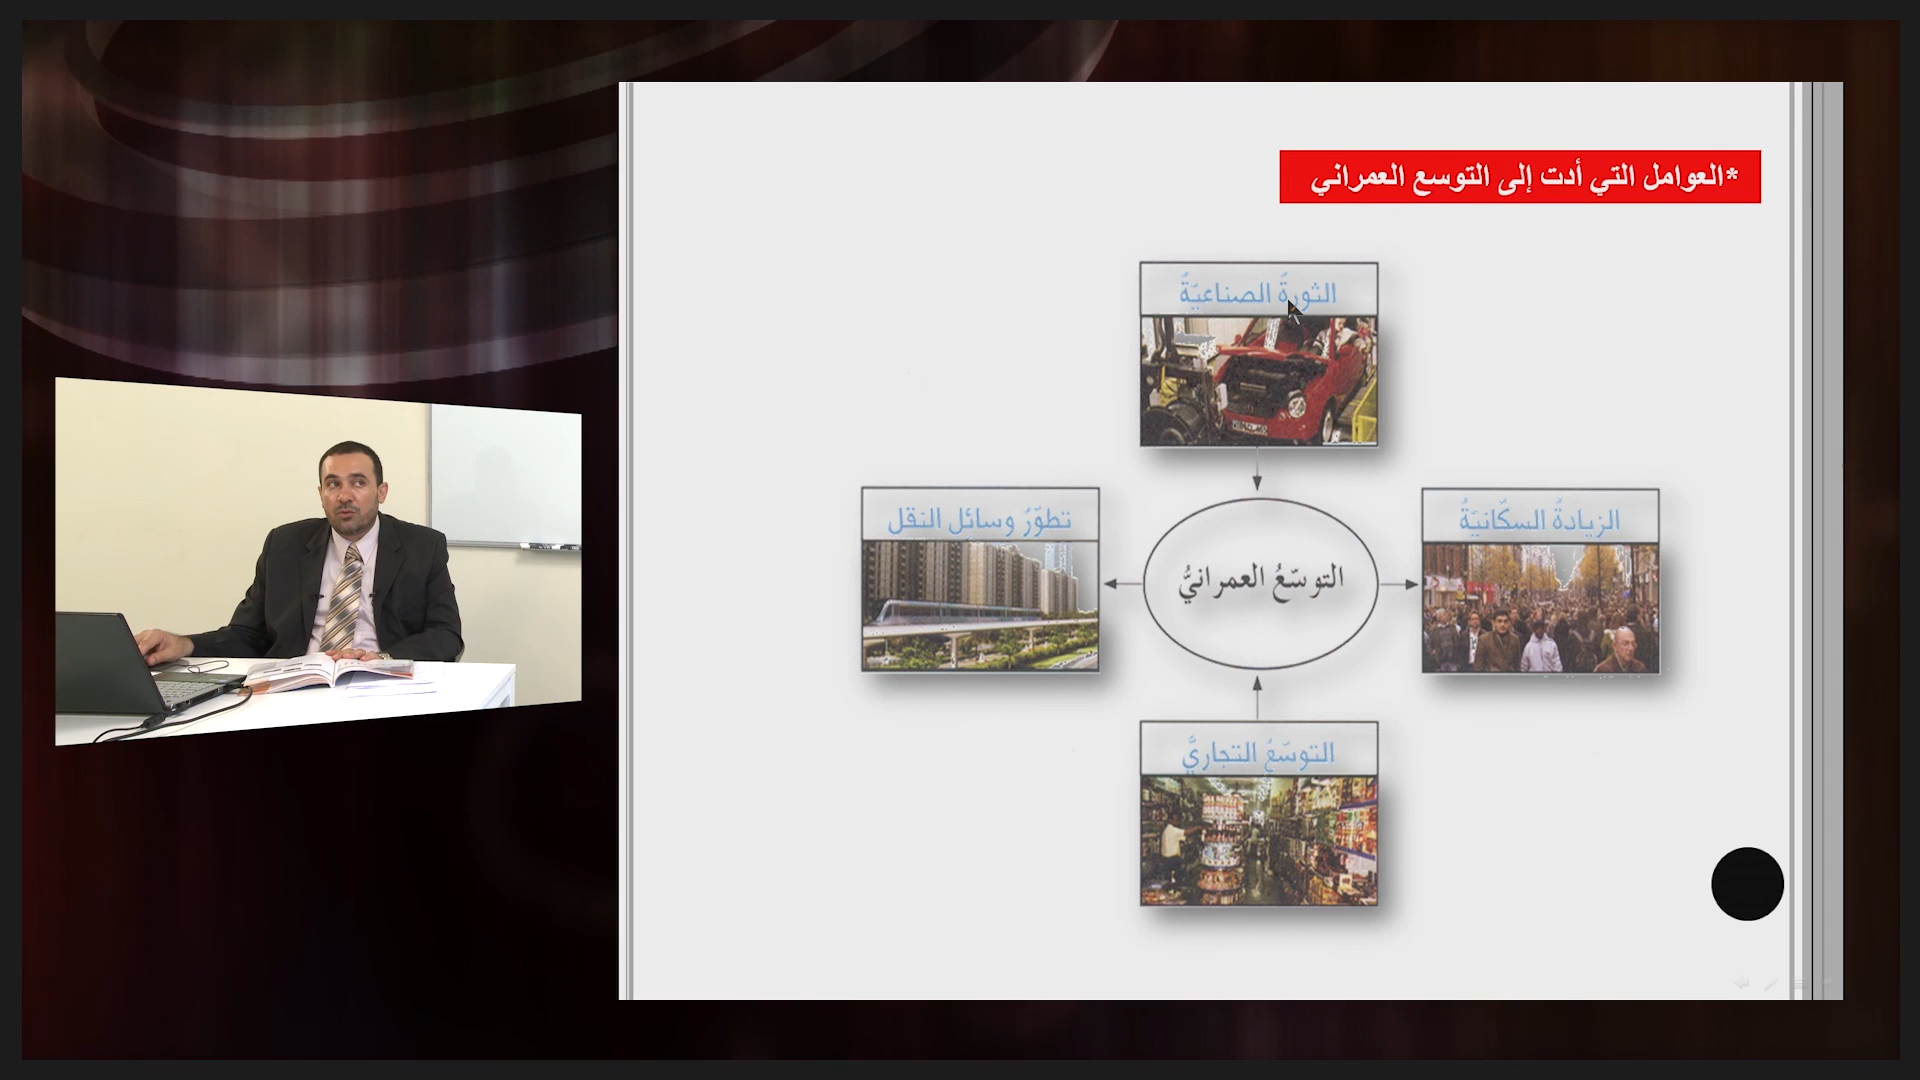 *العوامل التي أدت إلى التوسع العمراني
الثورةُ الصناعيّةُ
الزيادةُ السكّانيّةُ
التوسّعُ العمرانيُّ
تطوّرُ وسائلِ النقل
التوسّعُ التجاريُّ